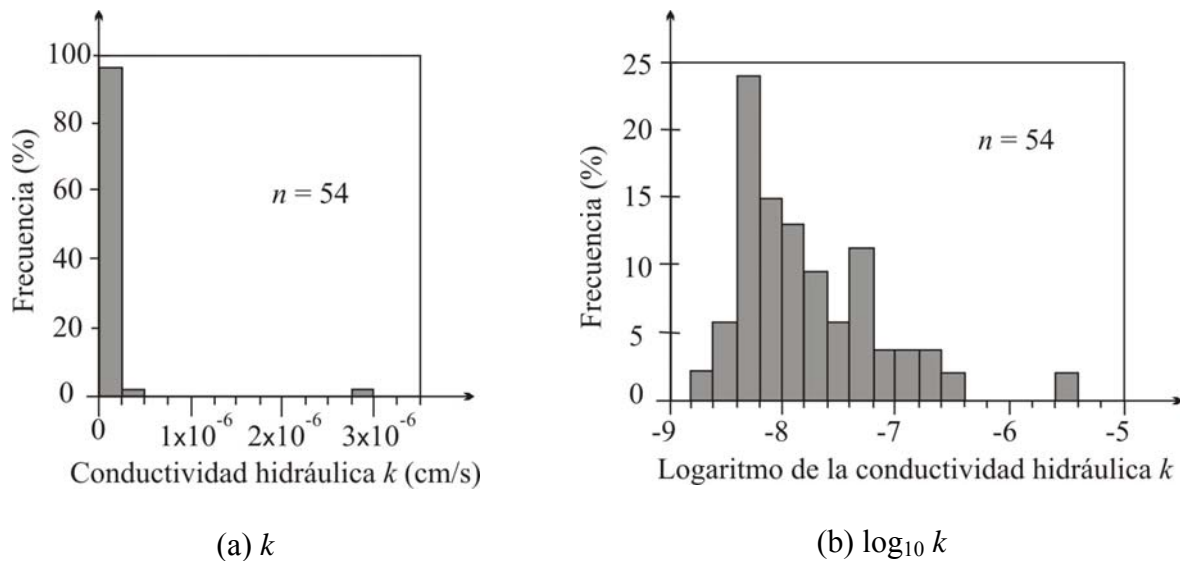 100
80
60
40
20
0
Frecuencia (%)
n = 54
0 1x10⁻⁶ 2x10⁻⁶ 3x10⁻⁶
Conductividad hidráulica k (cm/s)
(a) k
25
20
15
10
5
0
Frecuencia (%)
n = 54
-9 -8 -7 -6 -5
Logaritmo de la conductividad hidráulica k
(b) log₁₀ k